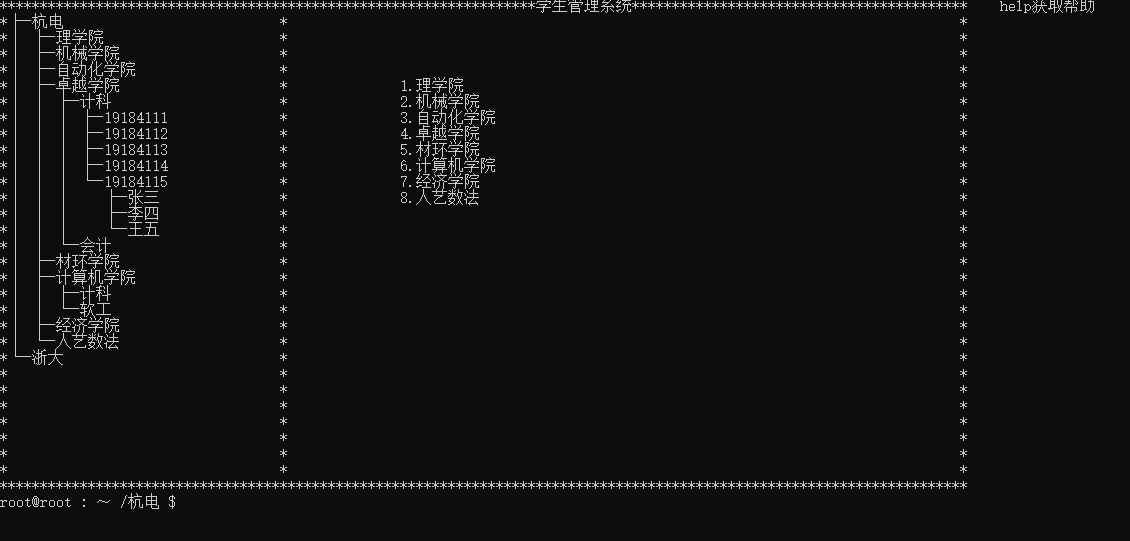 学生管理系统 help获取帮助
杭电
理学院
机械学院
自动化学院
卓越学院 1.理学院
计科 2.机械学院
19184111 3.自动化学院
19184112 4.卓越学院
19184113 5.材环学院
19184114 6.计算机学院
19184115 7.经济学院
张三 8.人艺数法
李四
王五
会计
材环学院
计算机学院
计科
软工
经济学院
人艺数法
浙大
root@root : ～ /杭电 $